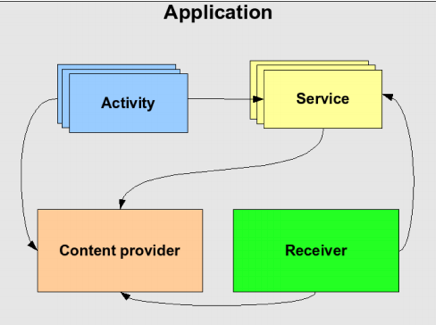 Application
Activity
Service
Content provider
Receiver